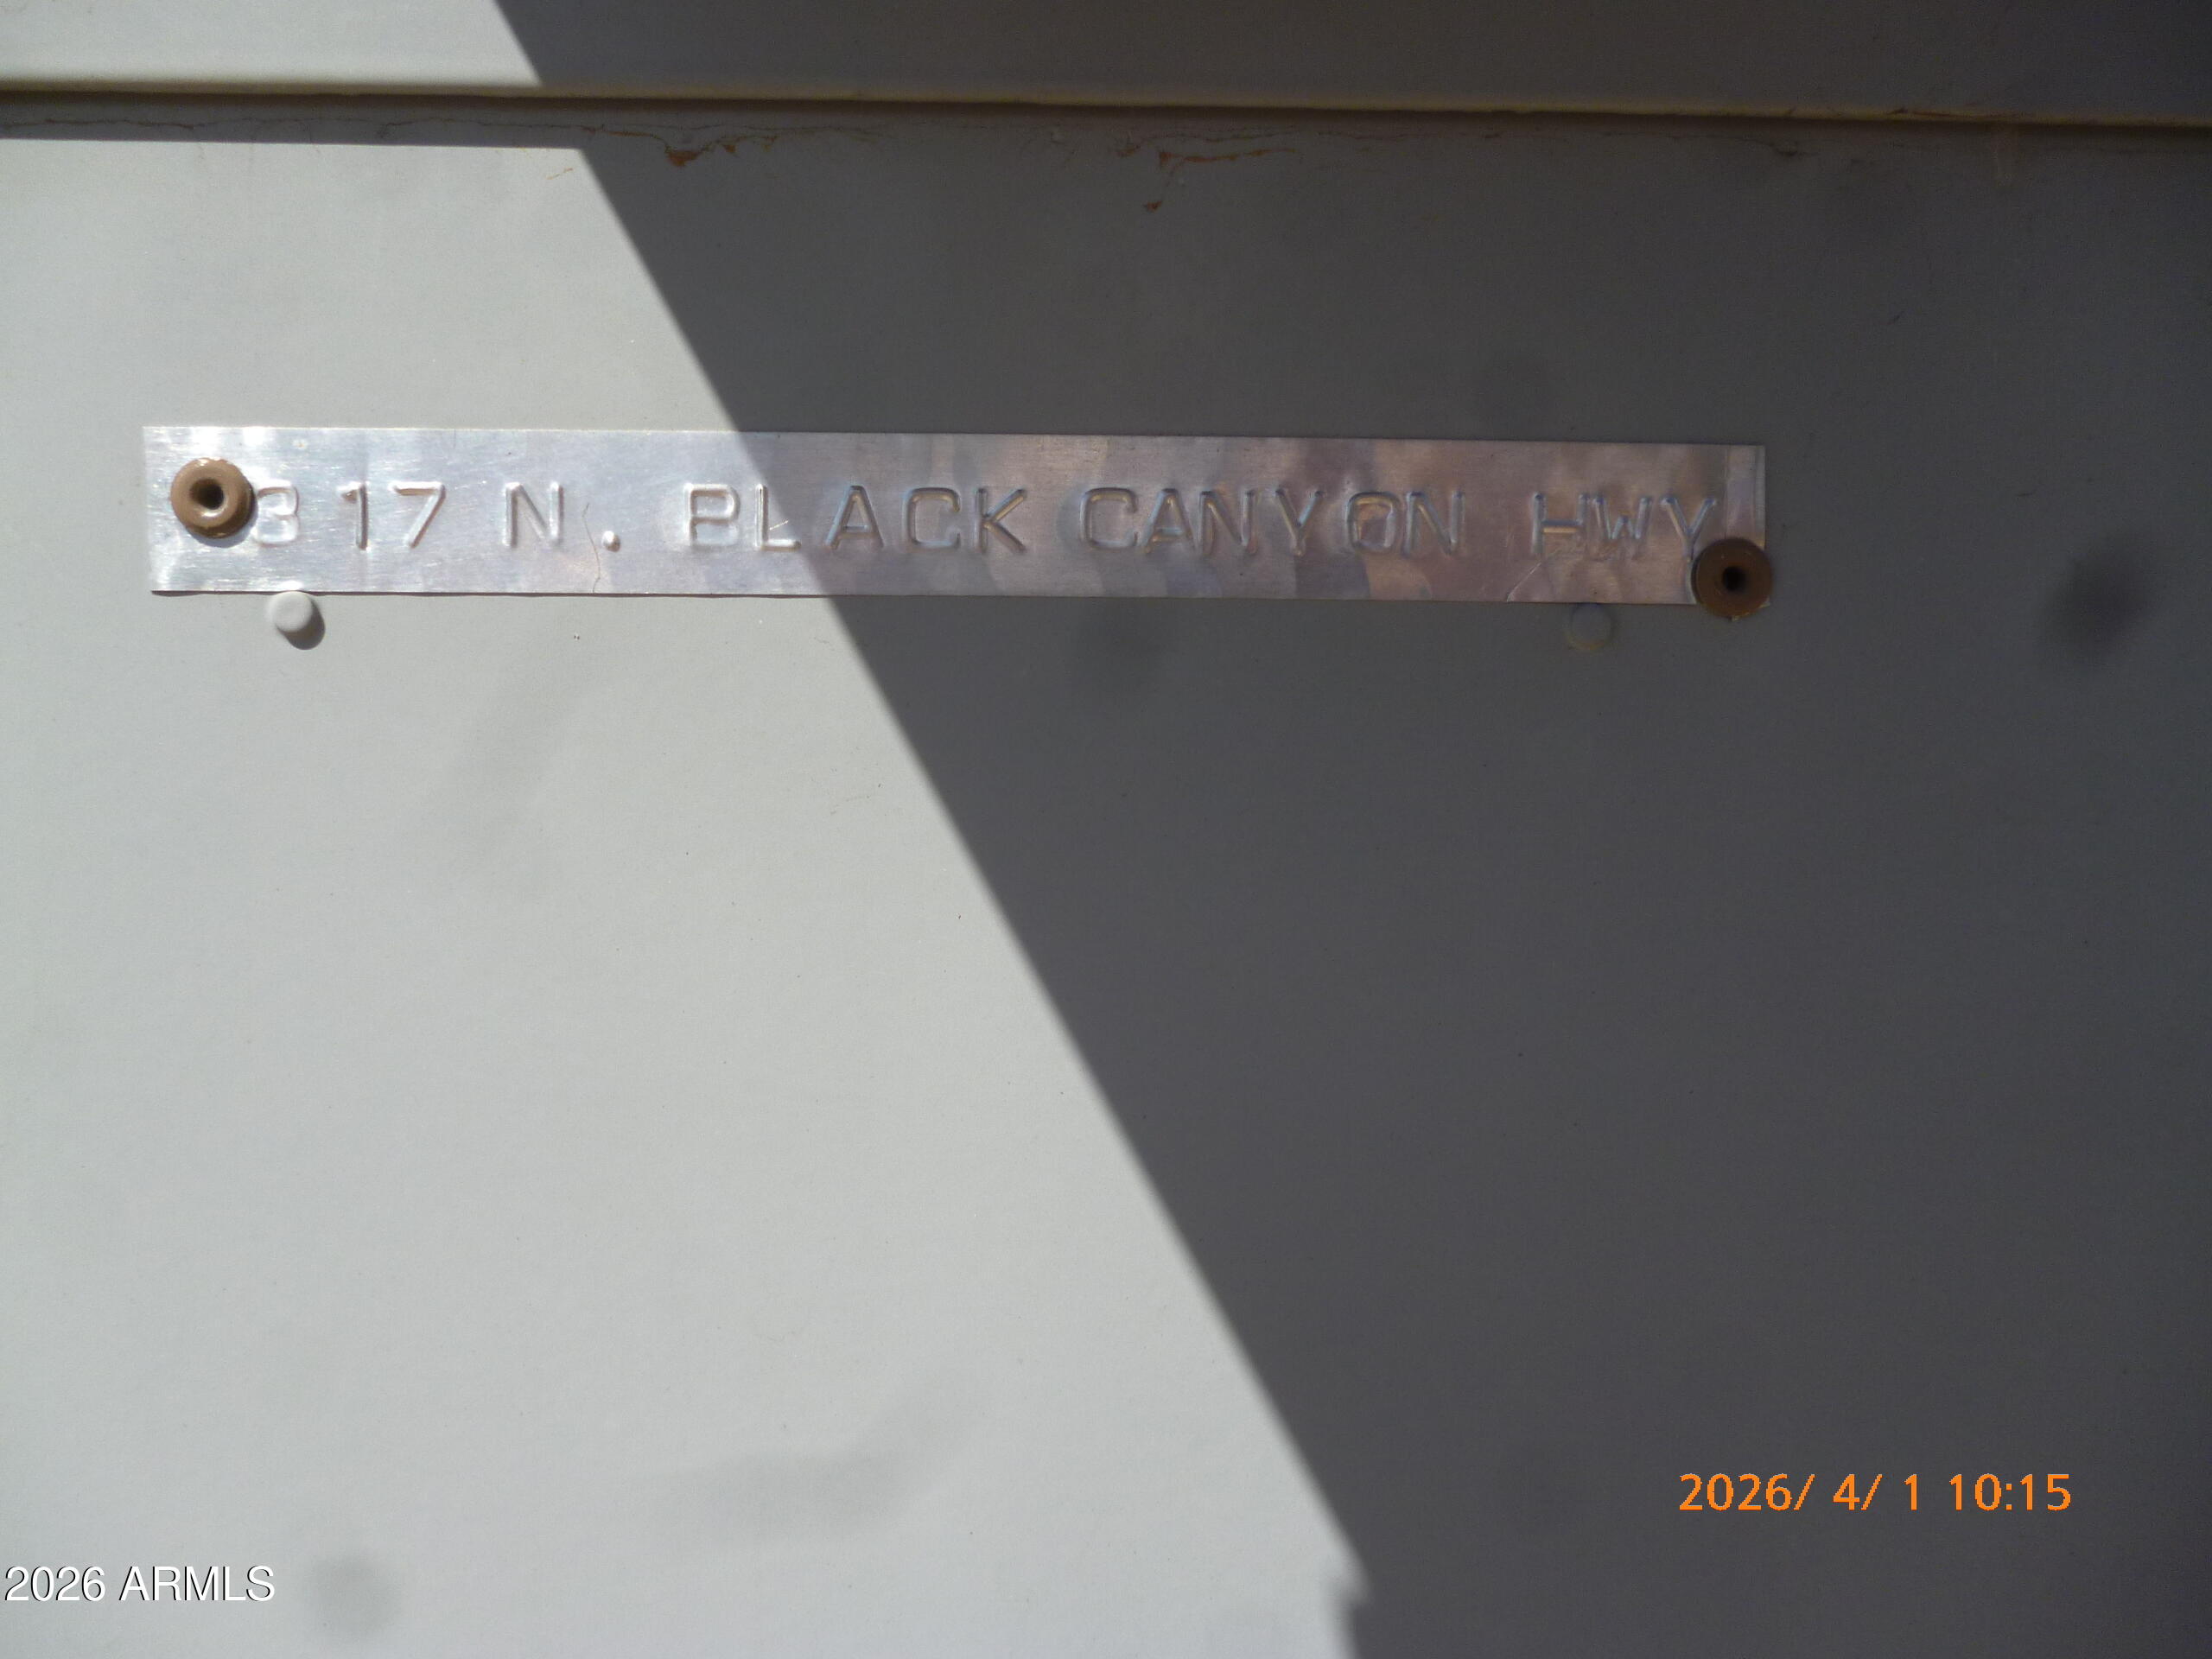 317 N. BLACK CANYON HWY
2026/ 4/ 1 10:15
2026 ARMLS